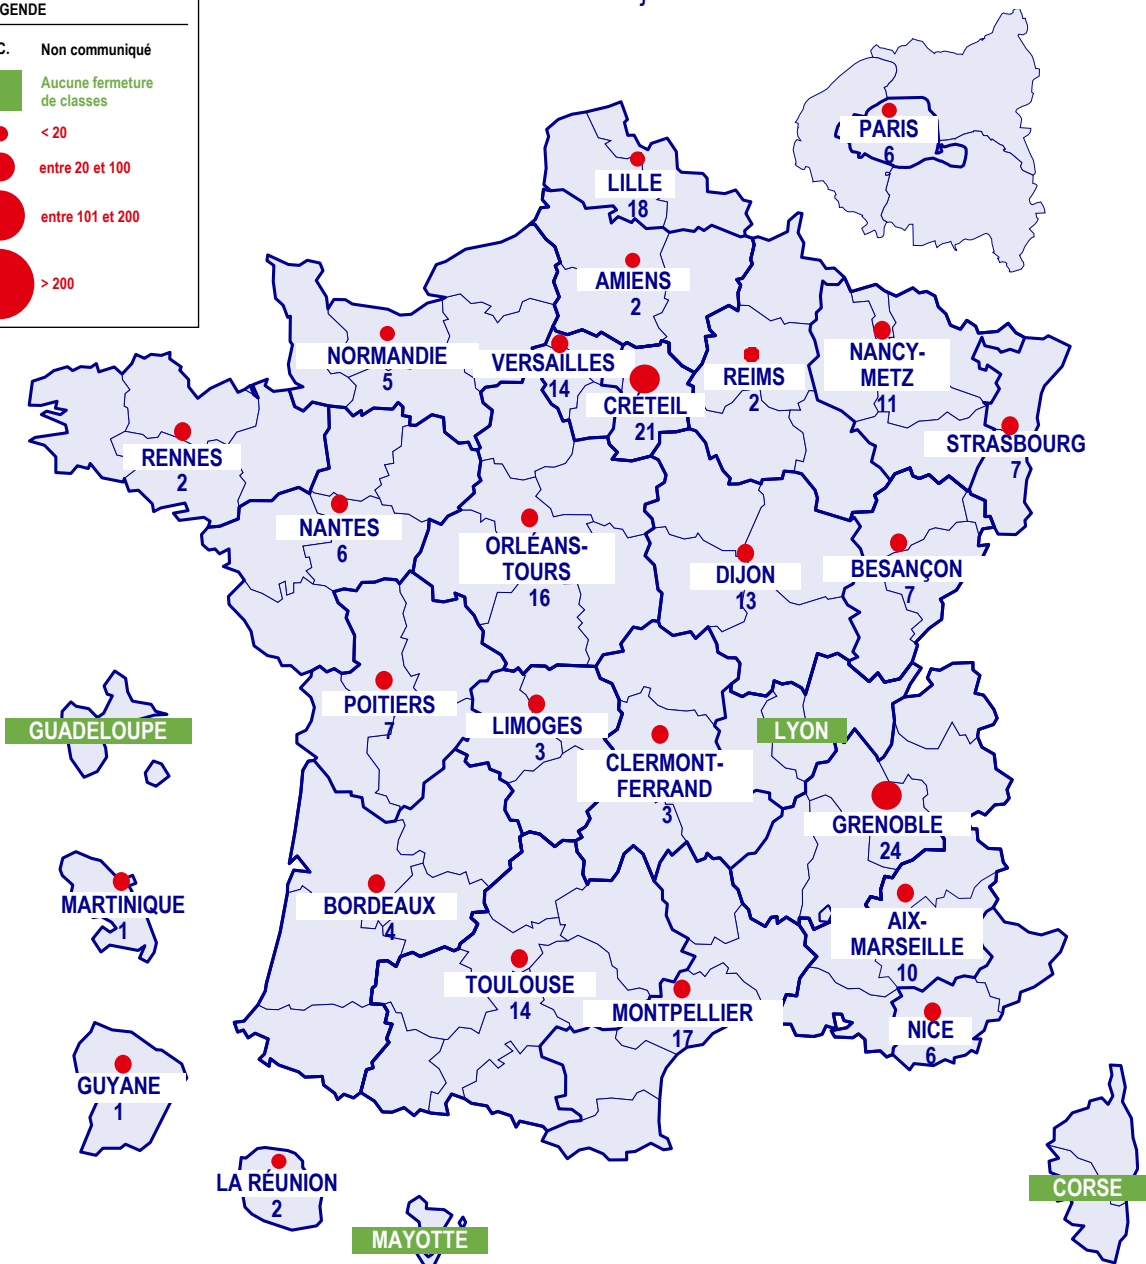 GENDE
C. Non communiqué
Aucune fermeture
de classes
< 20
entre 20 et 100
entre 101 et 200
> 200
PARIS
6
LILLE
18
AMIENS
2
NORMANDIE
5
VERSAILLES
14
CRÉTEIL
21
REIMS
2
NANCY-
METZ
11
STRASBOURG
7
RENNES
2
NANTES
6
ORLÉANS-
TOURS
16
DIJON
13
BESANÇON
7
POITIERS
7
LIMOGES
3
CLERMONT-
FERRAND
3
LYON
GRENOBLE
24
GUADELOUPE
MARTINIQUE
1
BORDEAUX
4
TOULOUSE
14
MONTPELLIER
17
AIX-
MARSEILLE
10
NICE
6
GUYANE
1
LA RÉUNION
2
MAYOTTE
CORSE